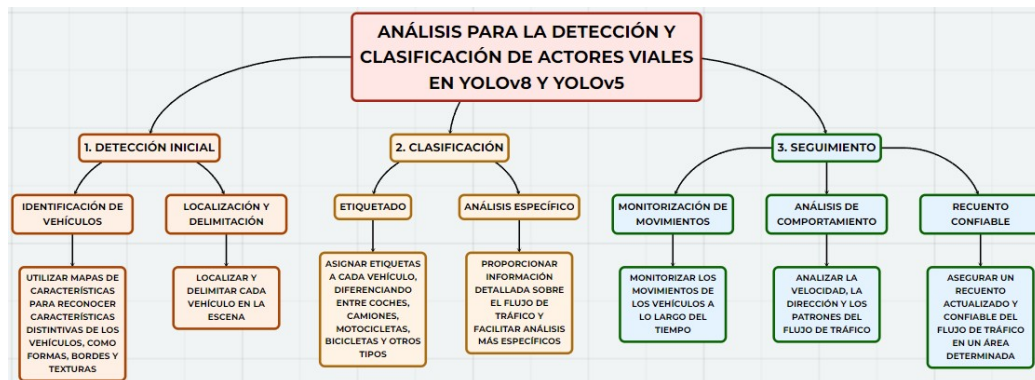 ANÁLISIS PARA LA DETECCIÓN Y
CLASIFICACIÓN DE ACTORES VIALES
EN YOLOv8 Y YOLOv5
1. DETECCIÓN INICIAL
2. CLASIFICACIÓN
3. SEGUIMIENTO
IDENTIFICACIÓN DE
VEHÍCULOS
LOCALIZACIÓN Y
DELIMITACIÓN
ETIQUETADO
ANÁLISIS ESPECÍFICO
MONITORIZACIÓN DE
MOVIMIENTOS
ANÁLISIS DE
COMPORTAMIENTO
RECUENTO
CONFIABLE
UTILIZAR MAPAS DE
CARACTERÍSTICAS
PARA RECONOCER
CARACTERÍSTICAS
DISTINTIVAS DE LOS
VEHÍCULOS, COMO
FORMAS, BORDES Y
TEXTURAS
LOCALIZAR Y
DELIMITAR CADA
VEHÍCULO EN LA
ESCENA
ASIGNAR ETIQUETAS
A CADA VEHÍCULO,
DIFERENCIANDO
ENTRE COCHES,
CAMIONES,
MOTOCICLETAS,
BICICLETAS Y OTROS
TIPOS
PROPORCIONAR
INFORMACIÓN
DETALLADA SOBRE
EL FLUJO DE
TRÁFICO Y
FACILITAR ANÁLISIS
MÁS ESPECÍFICOS
MONITORIZAR LOS
MOVIMIENTOS DE
LOS VEHÍCULOS A
LO LARGO DEL
TIEMPO
ANALIZAR LA
VELOCIDAD, LA
DIRECCIÓN Y LOS
PATRONES DEL
FLUJO DE TRÁFICO
ASEGURAR UN
RECUENTO
ACTUALIZADO Y
CONFIABLE DEL
FLUJO DE TRÁFICO
EN UN ÁREA
DETERMINADA